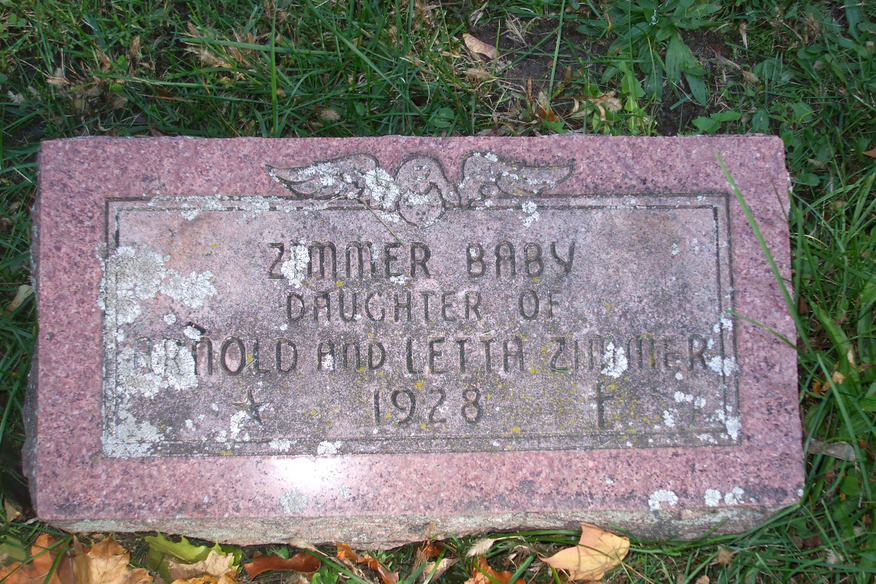 ZIMMER BABY
DAUGHTER OF
ARNOLD AND LETTA ZIMMER
1928